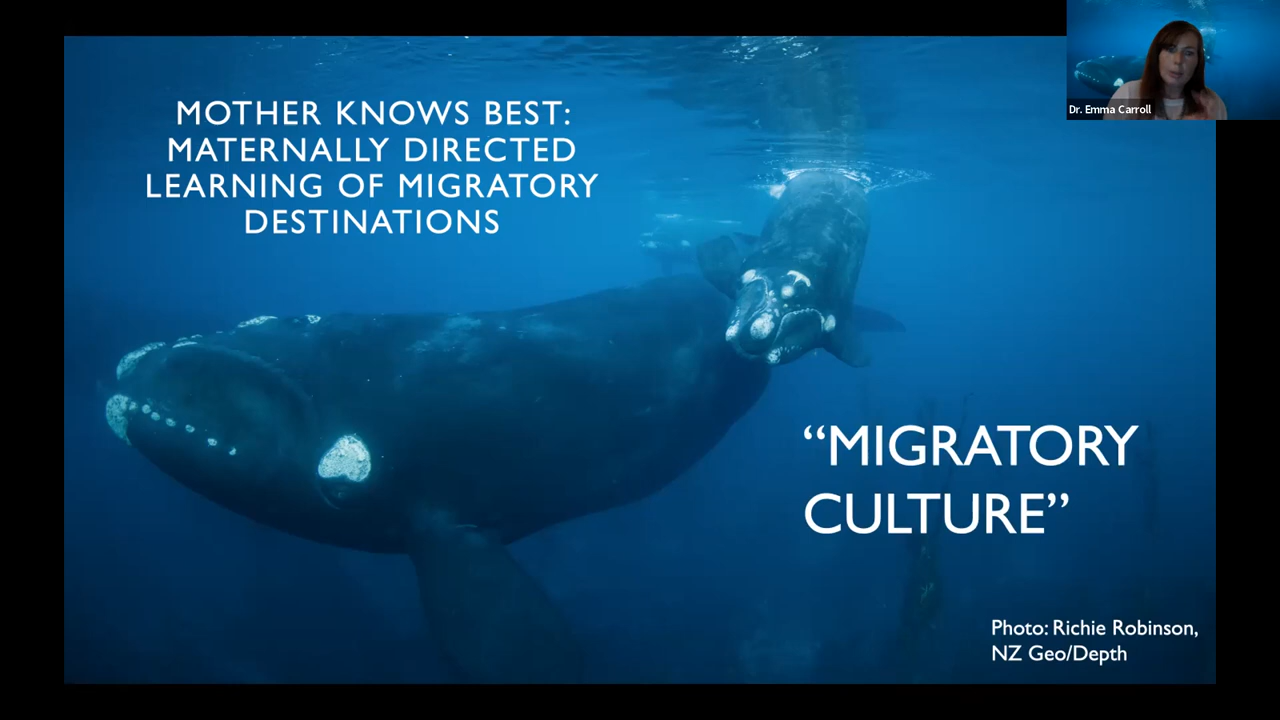 MOTHER KNOWS BEST:
MATERNALLY DIRECTED
LEARNING OF MIGRATORY
DESTINATIONS
“MIGRATORY
CULTURE”
Photo: Richie Robinson,
NZ Geo/Depth
Dr. Emma Carroll